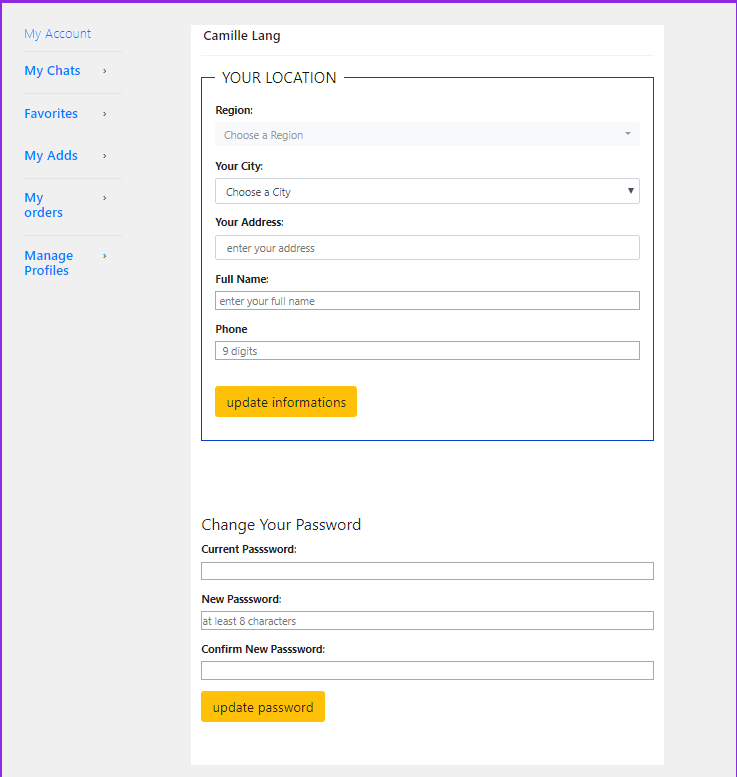 My Account
My Chats ›
Favorites ›
My Adds ›
My ›
orders
Manage ›
Profiles
Camille Lang
YOUR LOCATION
Region:
Choose a Region
Your City:
Choose a City
Your Address:
enter your address
Full Name:
enter your full name
Phone
9 digits
update informations
Change Your Password
Current Passsword:
New Passsword:
at least 8 characters
Confirm New Passsword:
update password